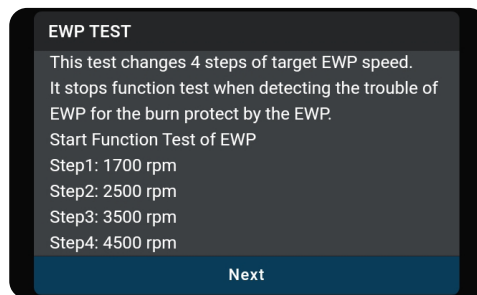 EWP TEST
This test changes 4 steps of target EWP speed.
It stops function test when detecting the trouble of
EWP for the burn protect by the EWP.
Start Function Test of EWP
Step1: 1700 rpm
Step2: 2500 rpm
Step3: 3500 rpm
Step4: 4500 rpm
Next